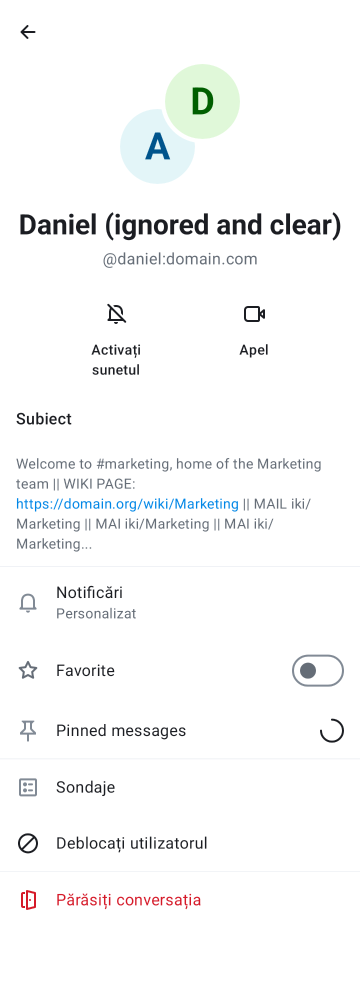 D
A
Daniel (ignored and clear)
@daniel:domain.com
Activați
sunetul
Apel
Subiect
Welcome to #marketing, home of the Marketing
team || WIKI PAGE:
https://domain.org/wiki/Marketing || MAIL iki/
Marketing || MAI iki/Marketing || MAI iki/
Marketing...
Notificări
Personalizat
Favorite
Pinned messages
Sondaje
Deblocați utilizatorul
Părăsiți conversația